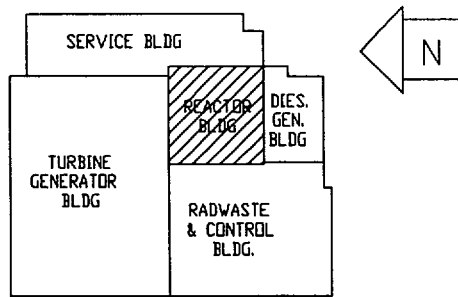 SERVICE BLDG
N
REACTOR
BLDG
DIES.
GEN.
BLDG
TURBINE
GENERATOR
BLDG
RADWASTE
& CONTROL
BLDG.